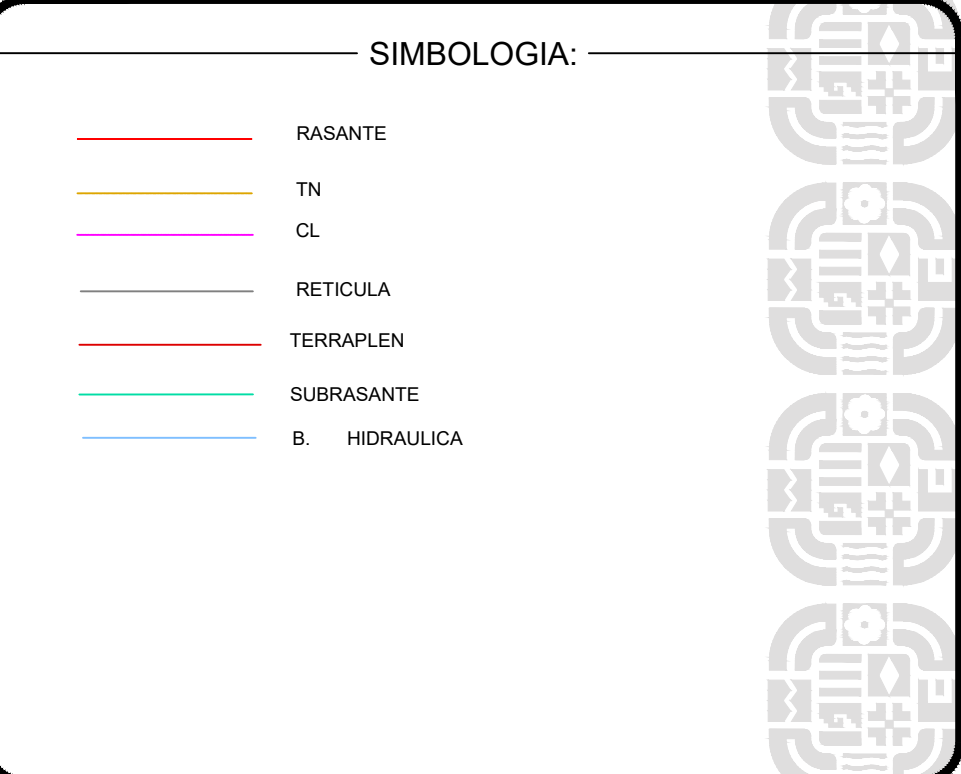 SIMBOLOGIA:
RASANTE
TN
CL
RETICULA
TERRAPLEN
SUBRASANTE
B. HIDRAULICA